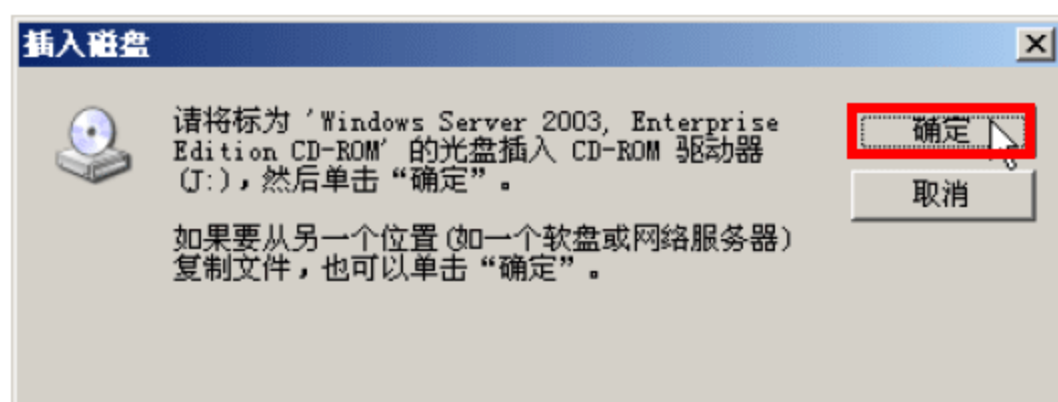 插入磁盘
请将标为 'Windows Server 2003, Enterprise
Edition CD-ROM' 的光盘插入 CD-ROM 驱动器
(J:)，然后单击“确定”。
如果要从另一个位置(如一个软盘或网络服务器)
复制文件，也可以单击“确定”。
确定
取消